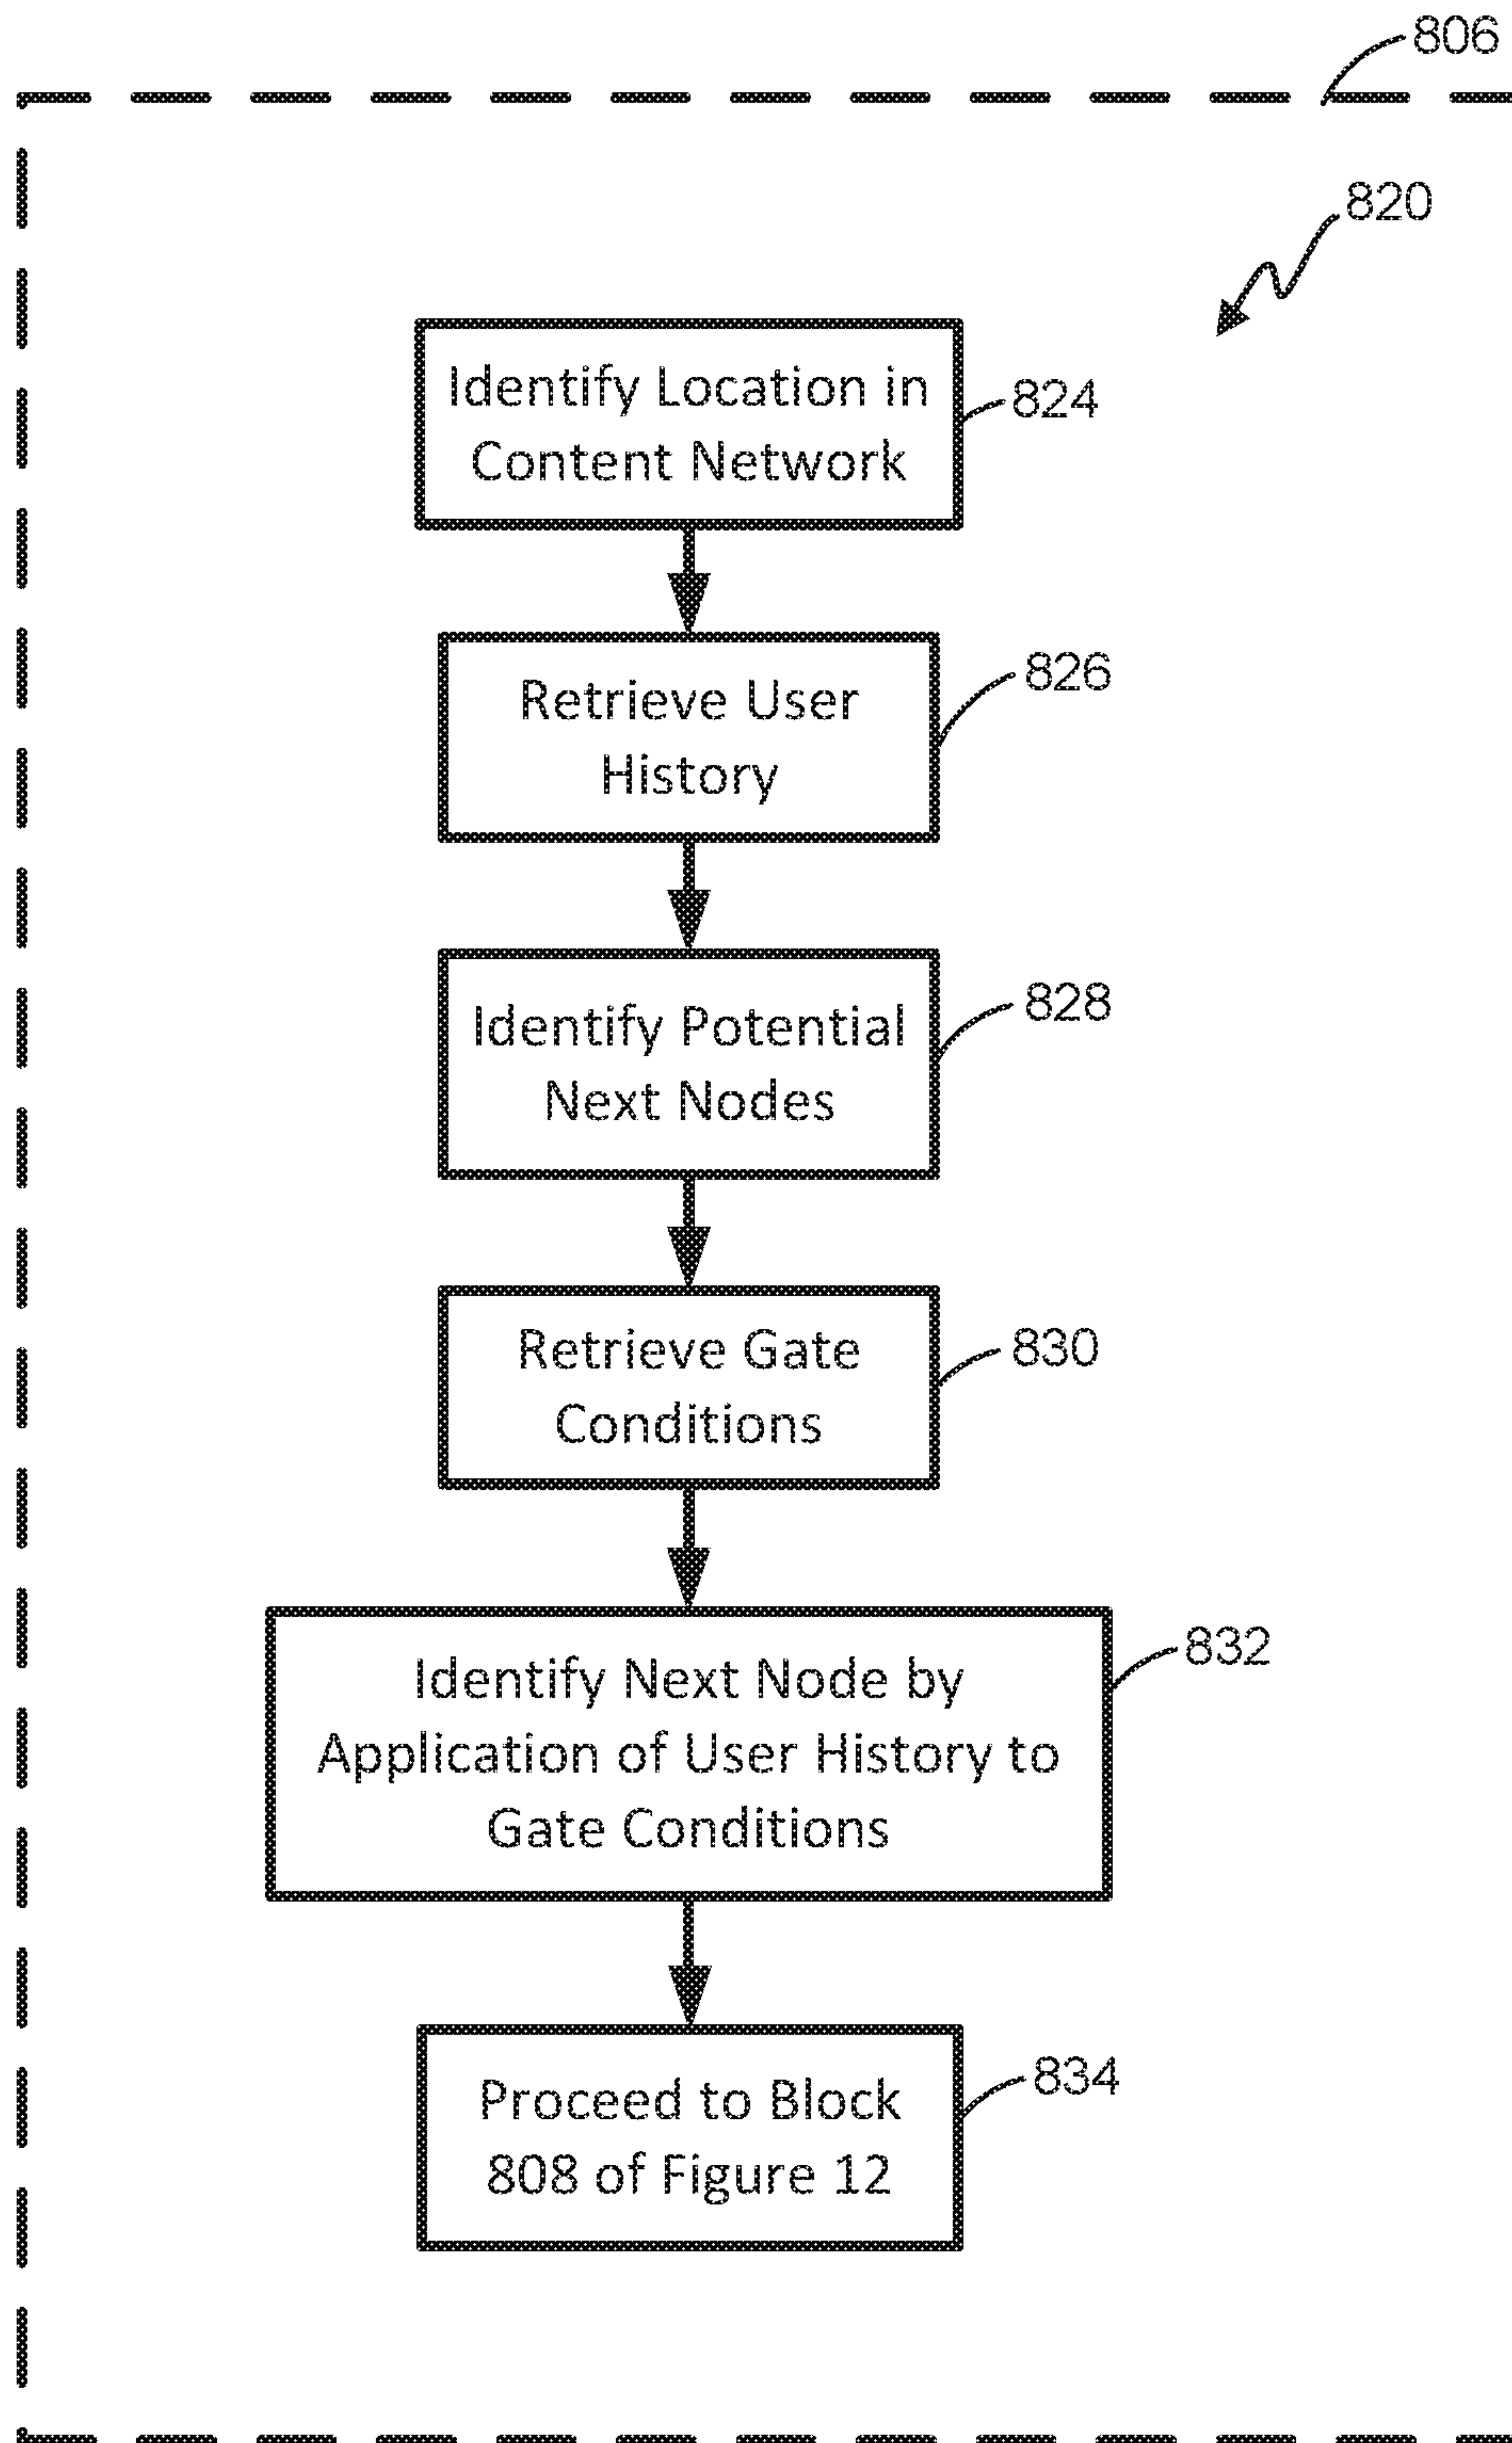 806
820
Identify Location in
Content Network
824
Retrieve User
History
826
Identify Potential
Next Nodes
828
Retrieve Gate
Conditions
830
Identify Next Node by
Application of User History to
Gate Conditions
832
Proceed to Block
808 of Figure 12
834